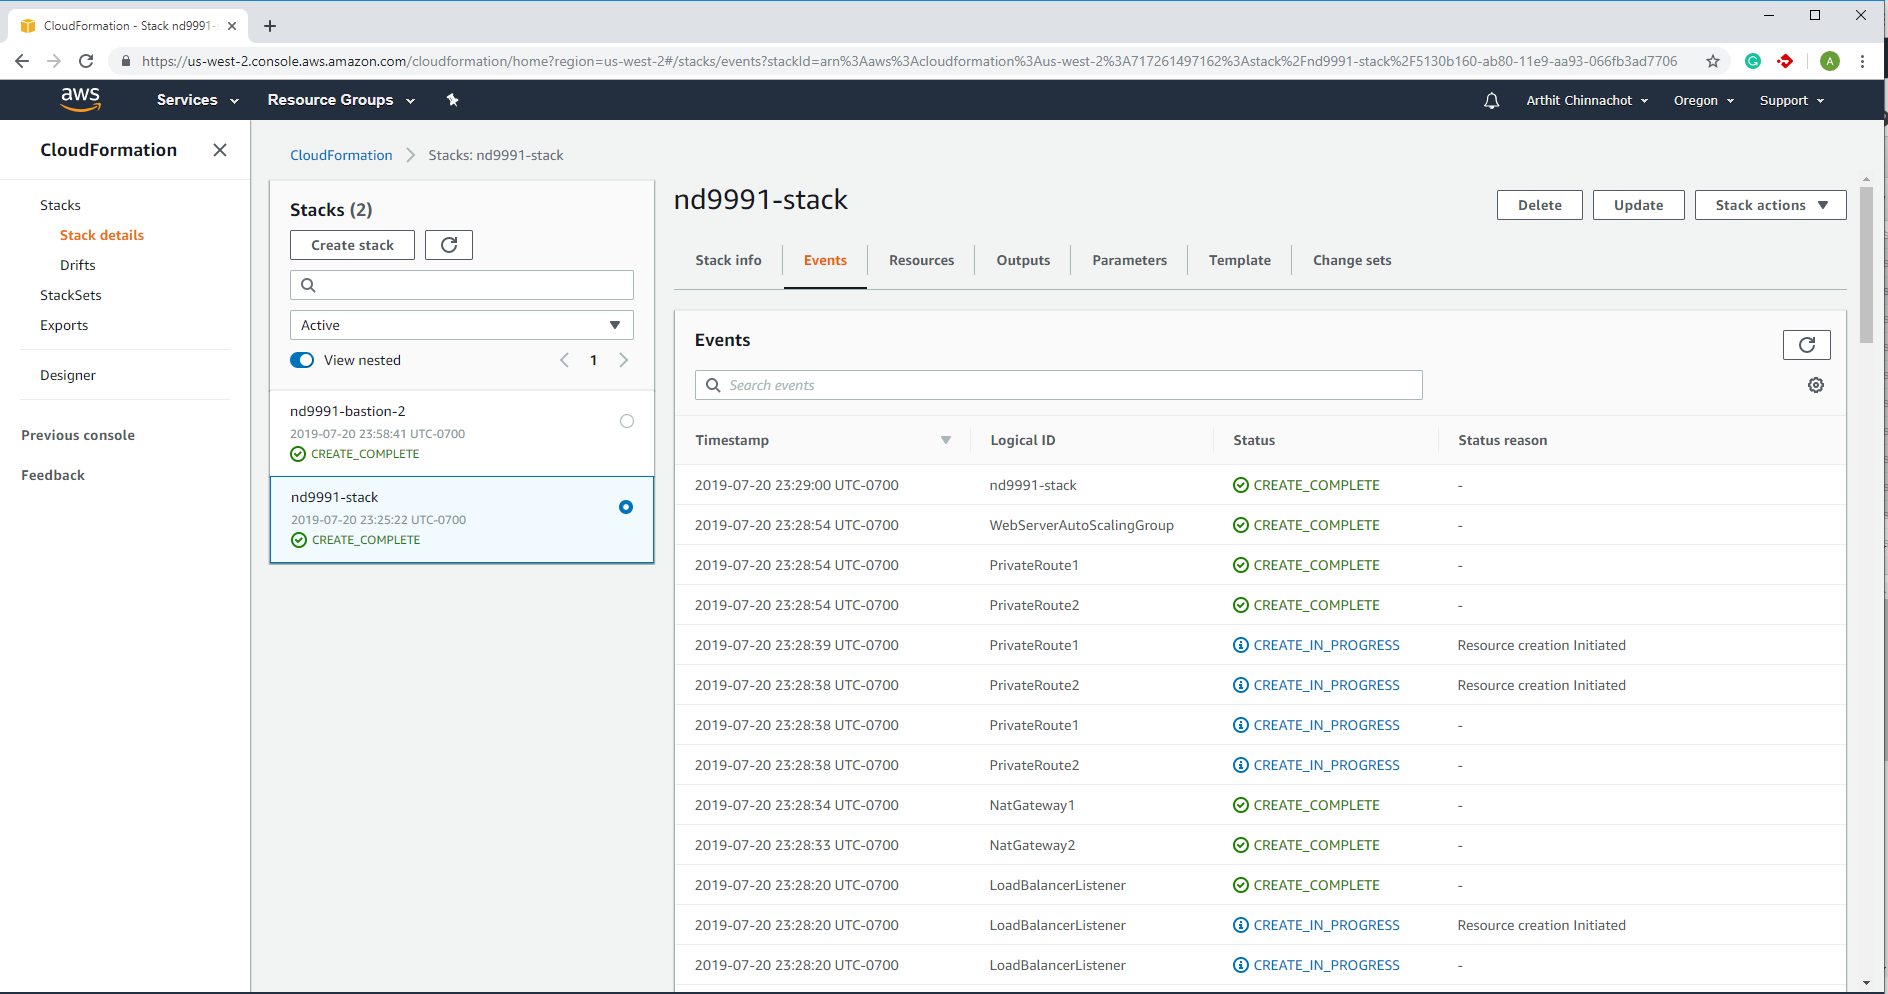 CloudFormation - Stack nd9991-
https://us-west-2.console.aws.amazon.com/cloudformation/home?region=us-west-2#/stacks/events?stackId=arn%3Aaws%3Acloudformation%3Aus-west-2%3A717261497162%3Astack%2Fnd9991-stack%2F5130b160-ab80-11e9-aa93-066fb3ad7706
A
aws
Services
Resource Groups
Arthit Chinnachot
Oregon
Support
CloudFormation
Stacks
Stack details
Drifts
StackSets
Exports
Designer
Previous console
Feedback
CloudFormation
Stacks: nd9991-stack
Stacks (2)
Create stack
Active
View nested
1
nd9991-bastion-2
2019-07-20 23:58:41 UTC-0700
CREATE_COMPLETE
nd9991-stack
2019-07-20 23:25:22 UTC-0700
CREATE_COMPLETE
nd9991-stack
Delete
Update
Stack actions
Stack info
Events
Resources
Outputs
Parameters
Template
Change sets
Events
Search events
Timestamp Logical ID Status Status reason
2019-07-20 23:29:00 UTC-0700 nd9991-stack CREATE_COMPLETE -
2019-07-20 23:28:54 UTC-0700 WebServerAutoScalingGroup CREATE_COMPLETE -
2019-07-20 23:28:54 UTC-0700 PrivateRoute1 CREATE_COMPLETE -
2019-07-20 23:28:54 UTC-0700 PrivateRoute2 CREATE_COMPLETE -
2019-07-20 23:28:39 UTC-0700 PrivateRoute1 CREATE_IN_PROGRESS Resource creation Initiated
2019-07-20 23:28:38 UTC-0700 PrivateRoute2 CREATE_IN_PROGRESS Resource creation Initiated
2019-07-20 23:28:38 UTC-0700 PrivateRoute1 CREATE_IN_PROGRESS -
2019-07-20 23:28:38 UTC-0700 PrivateRoute2 CREATE_IN_PROGRESS -
2019-07-20 23:28:34 UTC-0700 NatGateway1 CREATE_COMPLETE -
2019-07-20 23:28:33 UTC-0700 NatGateway2 CREATE_COMPLETE -
2019-07-20 23:28:20 UTC-0700 LoadBalancerListener CREATE_COMPLETE -
2019-07-20 23:28:20 UTC-0700 LoadBalancerListener CREATE_IN_PROGRESS Resource creation Initiated
2019-07-20 23:28:20 UTC-0700 LoadBalancerListener CREATE_IN_PROGRESS -